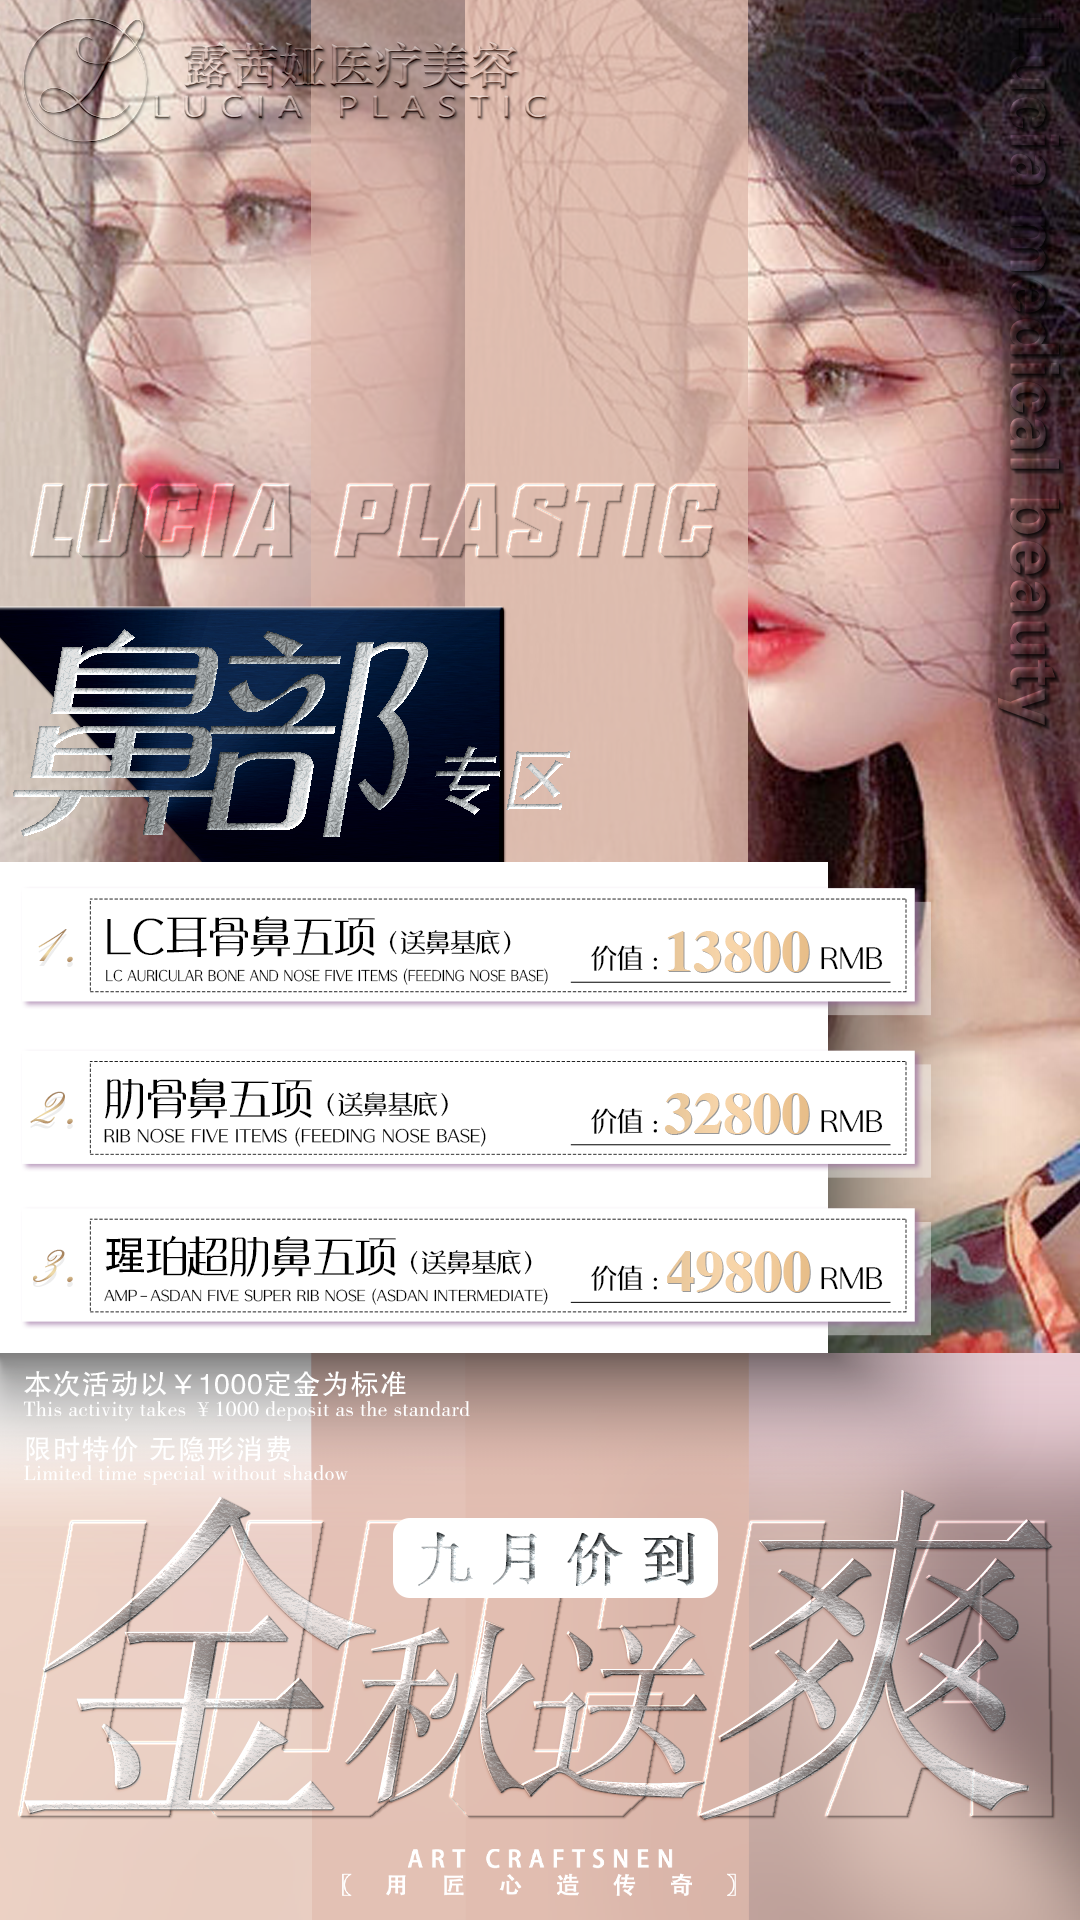 露茜娅医疗美容
LUCIA PLASTIC
Lucia medical beauty
LUCIA PLASTIC
鼻部专区
1.
LC耳骨鼻五项（送鼻基底）
LC AURICULAR BONE AND NOSE FIVE ITEMS (FEEDING NOSE BASE)
价值：13800 RMB
2.
肋骨鼻五项（送鼻基底）
RIB NOSE FIVE ITEMS (FEEDING NOSE BASE)
价值：32800 RMB
3.
瑆珀超肋鼻五项（送鼻基底）
AMP-ASDAN FIVE SUPER RIB NOSE (ASDAN INTERMEDIATE)
价值：49800 RMB
本次活动以￥1000定金为标准
This activity takes ￥1000 deposit as the standard
限时特价 无隐形消费
Limited time special without shadow
九月价到
金秋送爽
ART CRAFTSNEN
〖用匠心造传奇〗